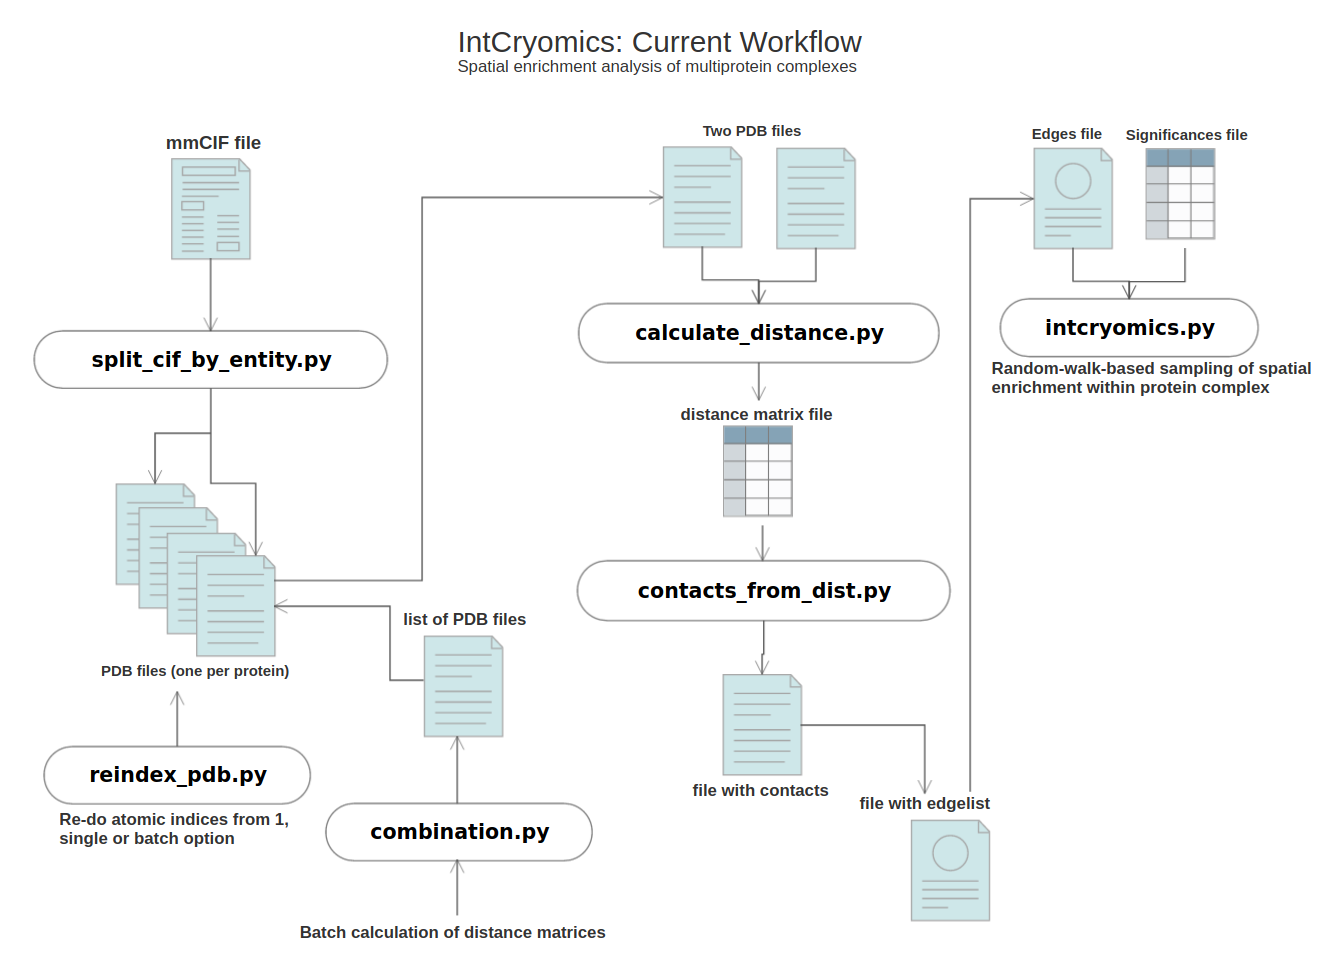 IntCryomics: Current Workflow
Spatial enrichment analysis of multiprotein complexes
mmCIF file
split_cif_by_entity.py
PDB files (one per protein)
reindex_pdb.py
Re-do atomic indices from 1,
single or batch option
list of PDB files
combination.py
Batch calculation of distance matrices
Two PDB files
calculate_distance.py
distance matrix file
contacts_from_dist.py
file with contacts
file with edgelist
Edges file
Significances file
intcryomics.py
Random-walk-based sampling of spatial
enrichment within protein complex